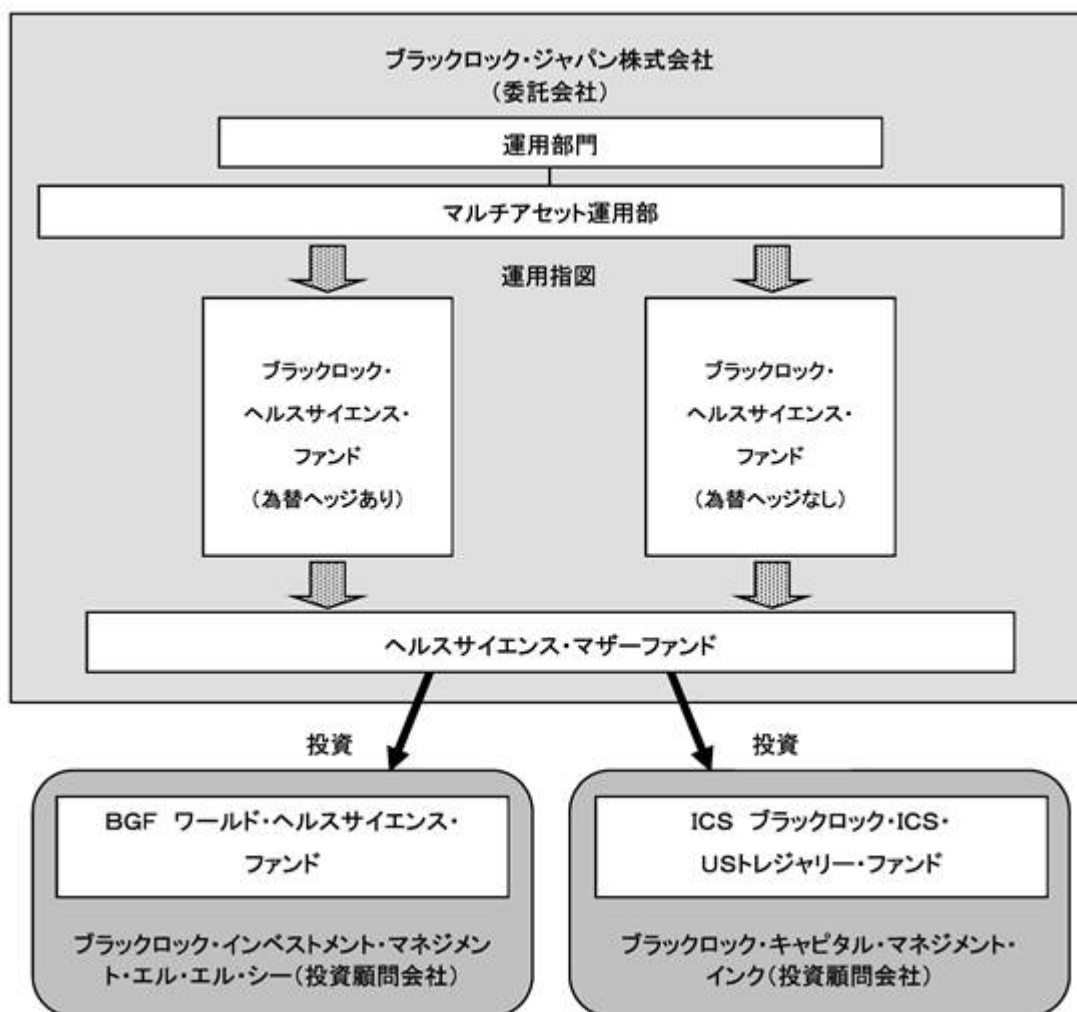 ブラックロック・ジャパン株式会社
（委託会社）
運用部門
マルチアセット運用部
運用指図
ブラックロック・
ヘルスサイエンス・
ファンド
（為替ヘッジあり）
ブラックロック・
ヘルスサイエンス・
ファンド
（為替ヘッジなし）
ヘルスサイエンス・マザーファンド
投資
投資
ＢＧＦ　ワールド・ヘルスサイエンス・
ファンド
ブラックロック・インベストメント・マネジメン
ト・エル・エル・シー（投資顧問会社）
ＩＣＳ　ブラックロック・ＩＣＳ・
ＵＳトレジャリー・ファンド
ブラックロック・キャピタル・マネジメント・
インク（投資顧問会社）